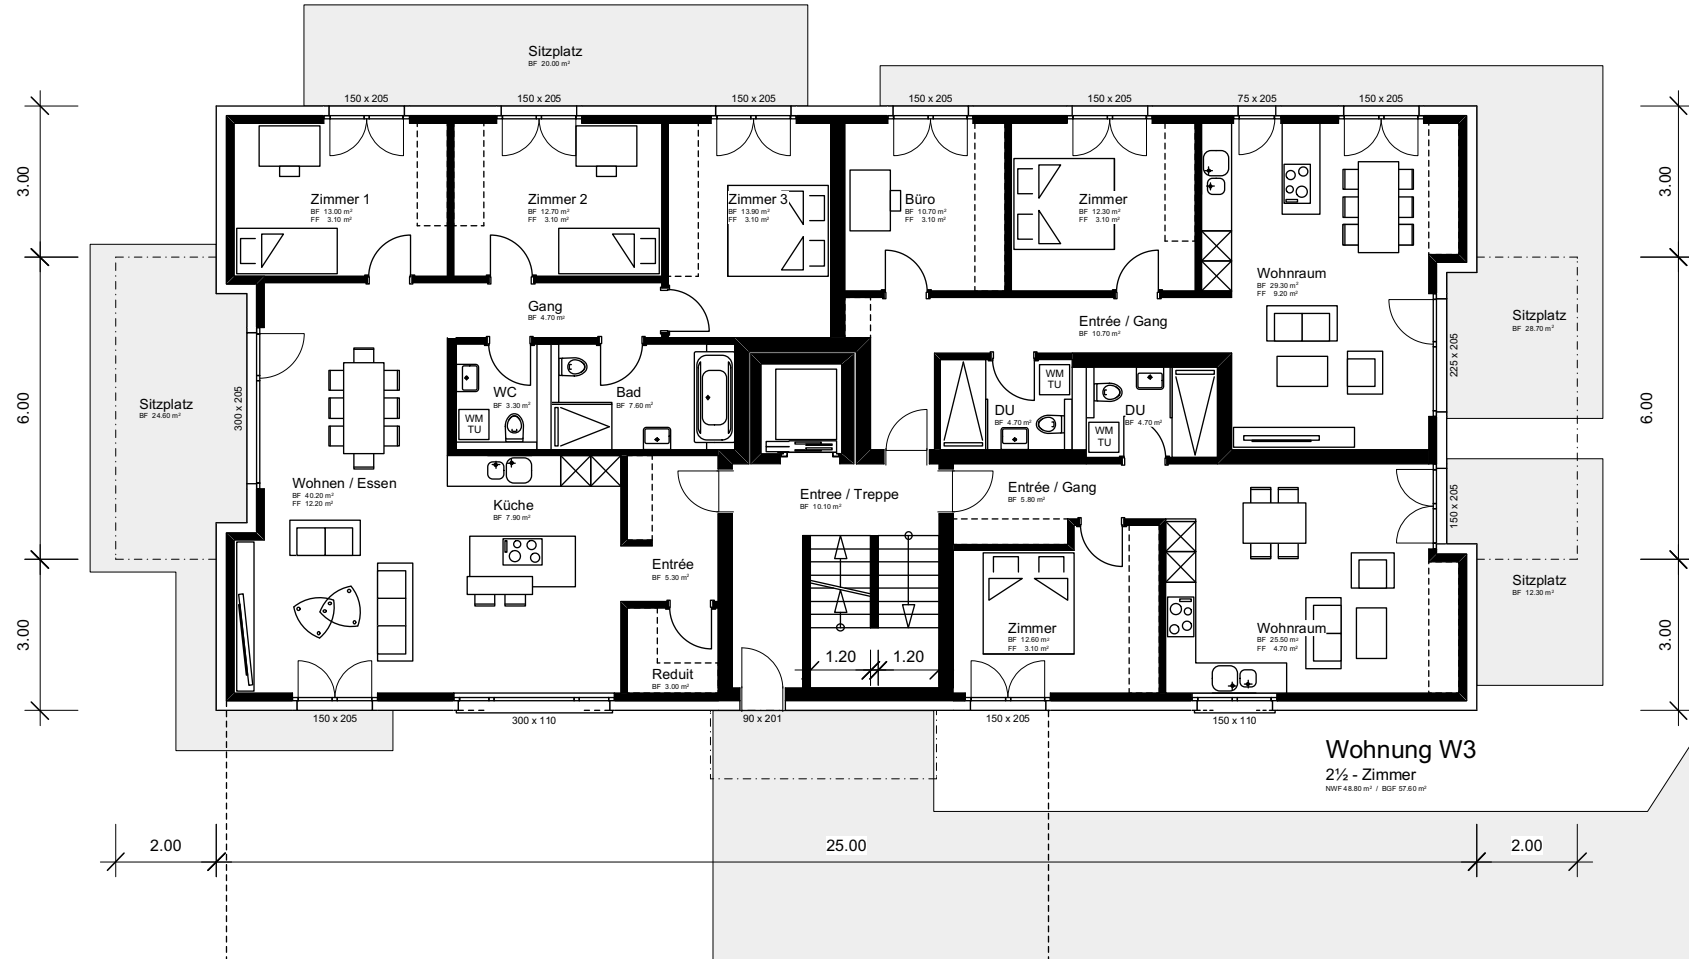 Sitzplatz
BF 20.00 m²
150 x 205
150 x 205
150 x 205
150 x 205
150 x 205
75 x 205
150 x 205
3.00
6.00
3.00
3.00
6.00
3.00
Zimmer 1
BF 13.00 m²
FF 3.10 m²
Zimmer 2
BF 12.70 m²
FF 3.10 m²
Zimmer 3
BF 13.90 m²
FF 3.10 m²
Büro
BF 10.70 m²
FF 3.10 m²
Zimmer
BF 12.30 m²
FF 3.10 m²
Wohnraum
BF 29.30 m²
FF 9.20 m²
Gang
BF 4.70 m²
Entrée / Gang
BF 10.70 m²
Sitzplatz
BF 28.70 m²
225 x 205
Sitzplatz
BF 24.60 m²
300 x 205
WC
BF 3.30 m²
WM
TU
Bad
BF 7.60 m²
DU
BF 4.70 m²
WM
TU
DU
BF 4.70 m²
WM
TU
Wohnen / Essen
BF 40.20 m²
FF 12.20 m²
Küche
BF 7.90 m²
Entree / Treppe
BF 10.10 m²
Entrée / Gang
BF 5.80 m²
150 x 205
Entrée
BF 5.30 m²
Sitzplatz
BF 12.30 m²
Zimmer
BF 12.60 m²
FF 3.10 m²
Wohnraum
BF 25.50 m²
FF 4.70 m²
1.20
1.20
Reduit
BF 3.00 m²
150 x 205
300 x 110
90 x 201
150 x 205
150 x 110
Wohnung W3
2½ - Zimmer
NWF 48.80 m² / BGF 57.60 m²
2.00
25.00
2.00